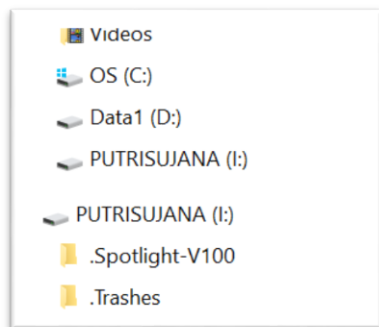 Videos
OS (C:)
Data1 (D:)
PUTRISUJANA (I:)
PUTRISUJANA (I:)
.Spotlight-V100
.Trashes